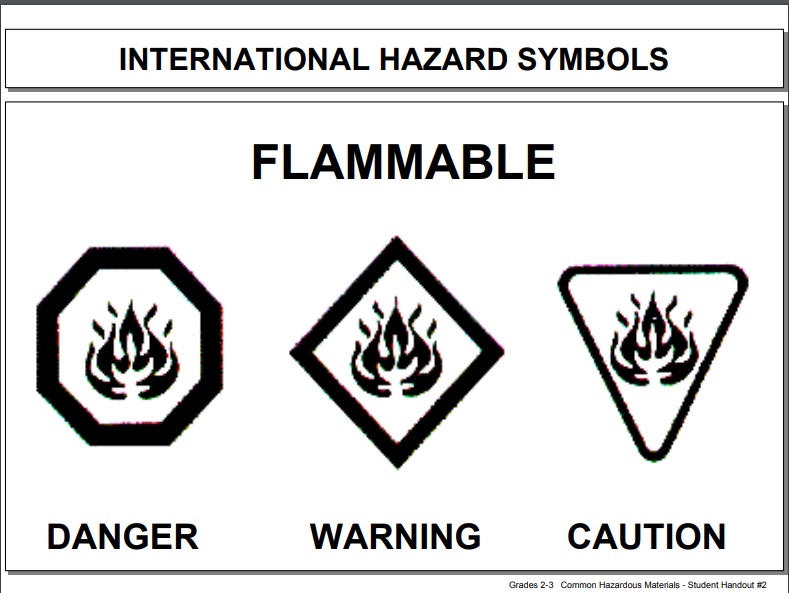 INTERNATIONAL HAZARD SYMBOLS
FLAMMABLE
DANGER WARNING CAUTION
Grades 2-3 Common Hazardous Materials - Student Handout #2